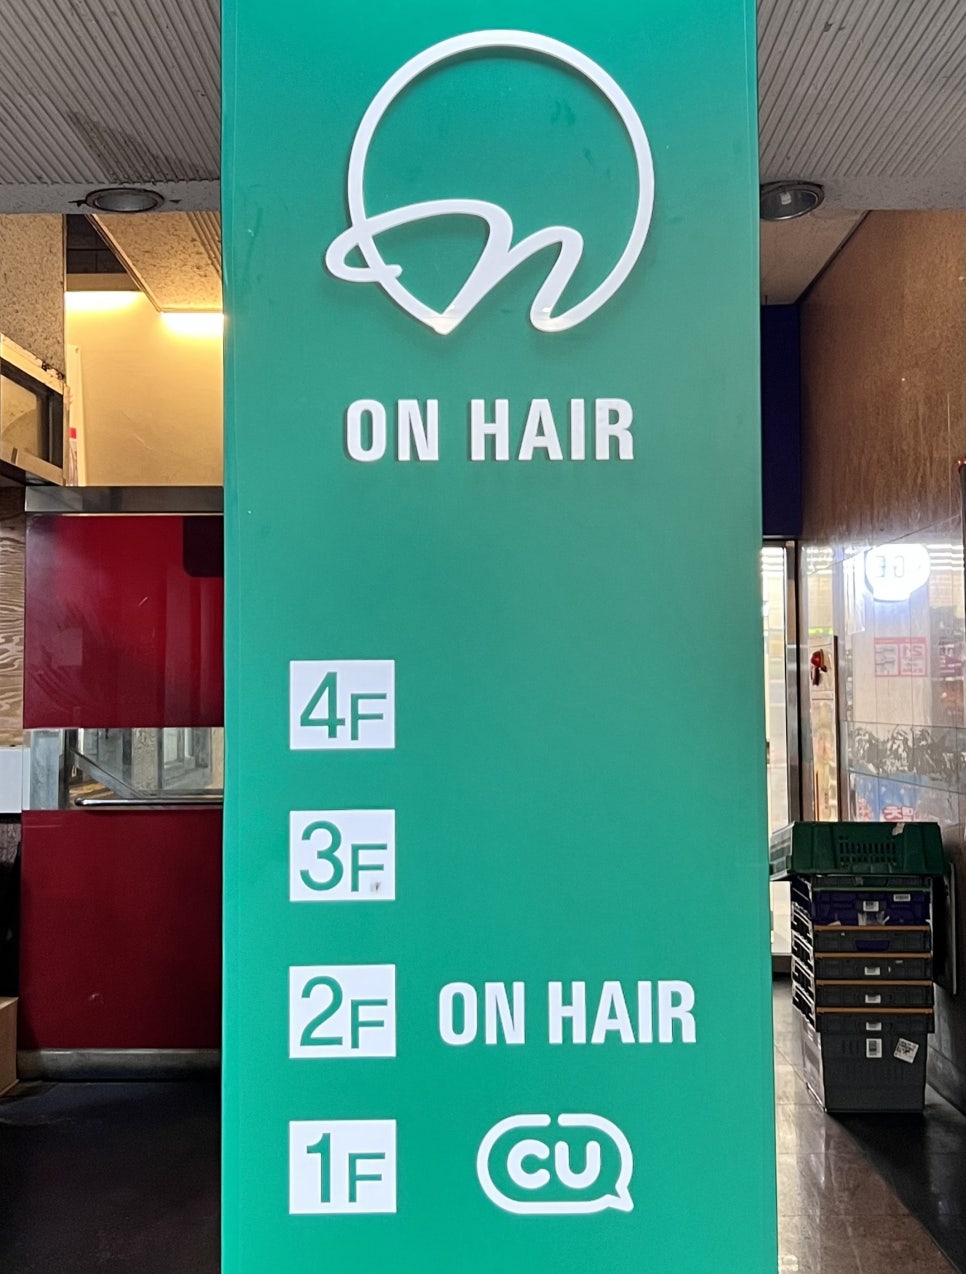 ON HAIR
4F
3F
2F ON HAIR
1F CU